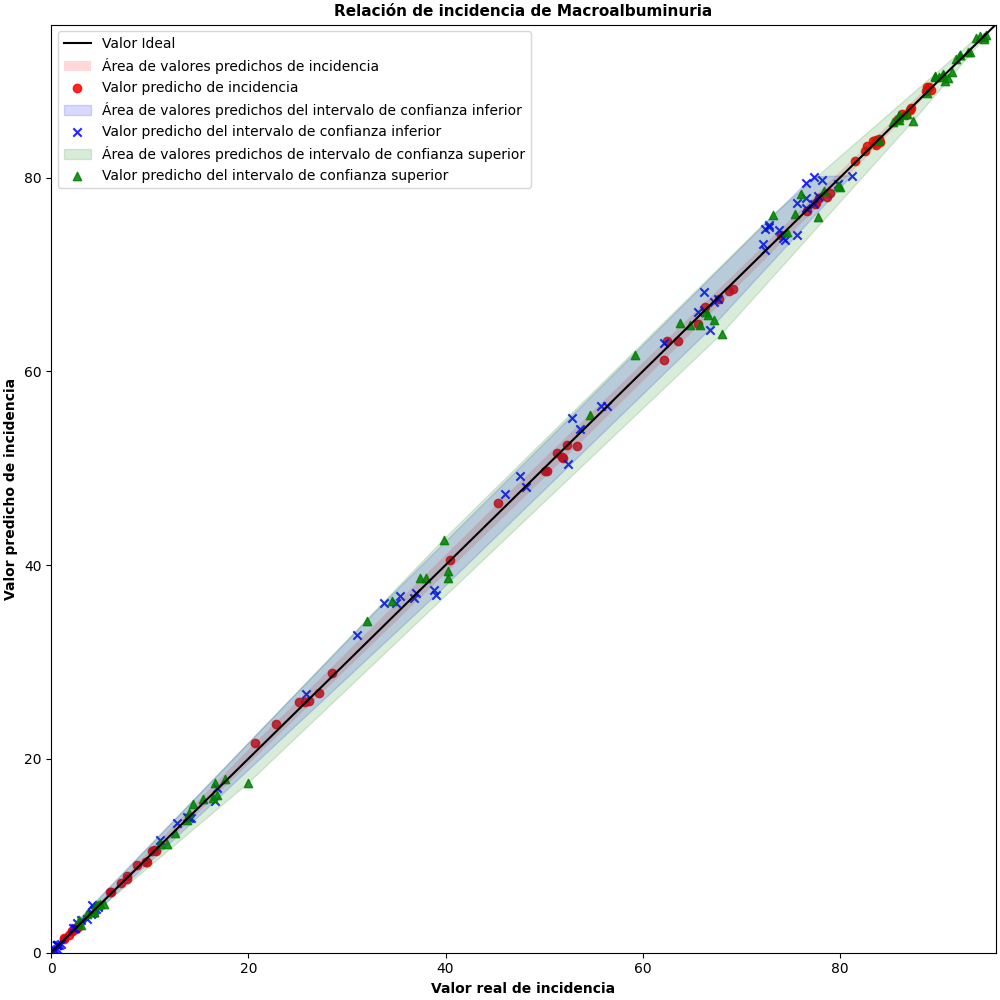 Relación de incidencia de Macroalbuminuria
Valor Ideal
Área de valores predichos de incidencia
Valor predicho de incidencia
Área de valores predichos del intervalo de confianza inferior
Valor predicho del intervalo de confianza inferior
Área de valores predichos de intervalo de confianza superior
Valor predicho del intervalo de confianza superior
Valor predicho de incidencia
80
60
40
20
0
0 20 40 60 80
Valor real de incidencia